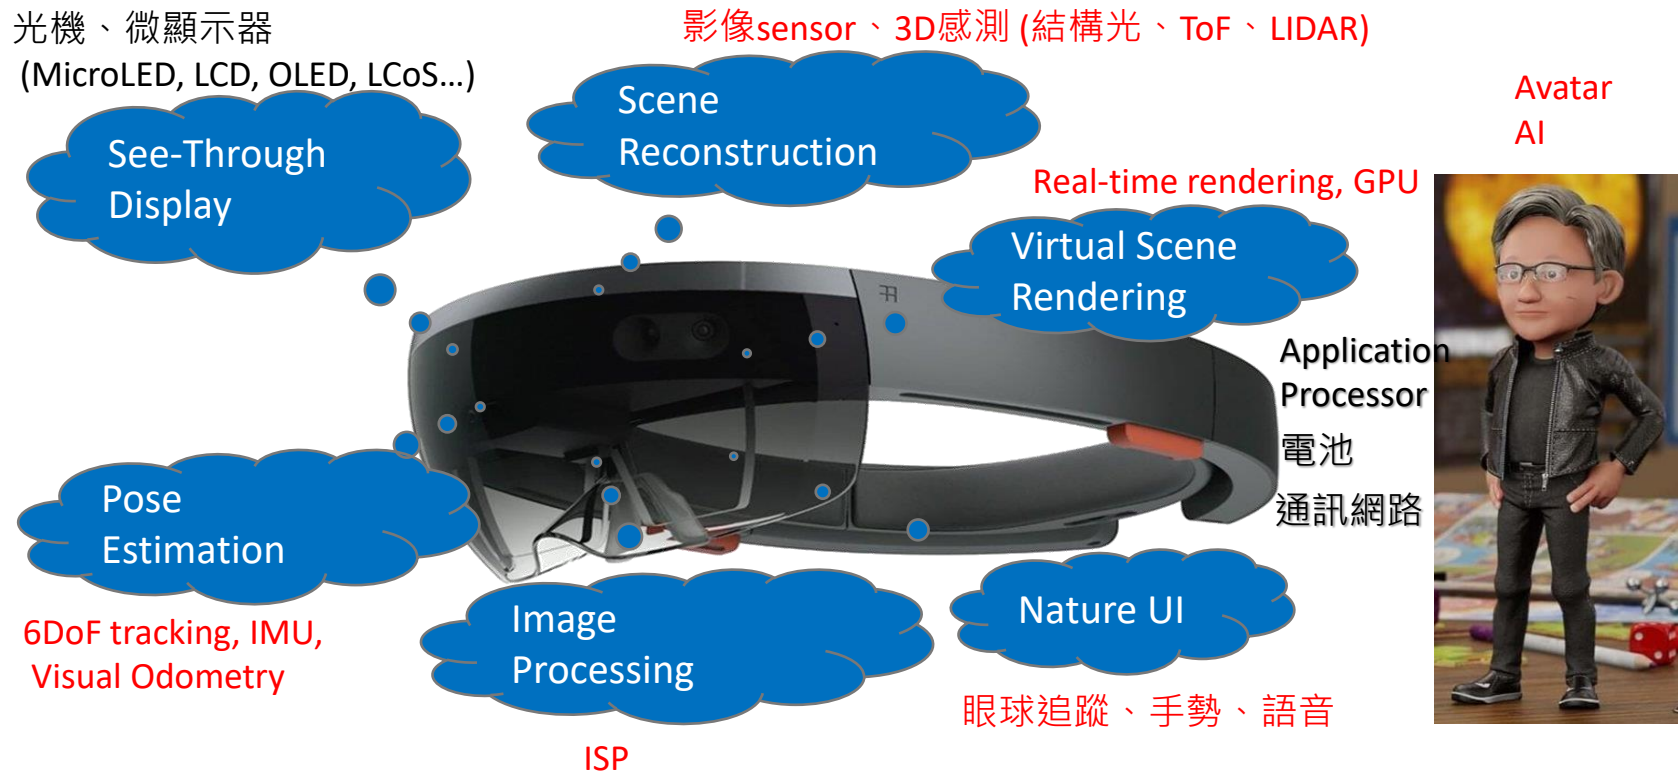 光機、微顯示器
(MicroLED, LCD, OLED, LCoS…)
影像sensor、3D感測 (結構光、ToF、LIDAR)
See-Through
Display
Scene
Reconstruction
Avatar
AI
Real-time rendering, GPU
Virtual Scene
Rendering
Application
Processor
電池
通訊網路
Pose
Estimation
6DoF tracking, IMU,
Visual Odometry
Image
Processing
ISP
Nature UI
眼球追蹤、手勢、語音